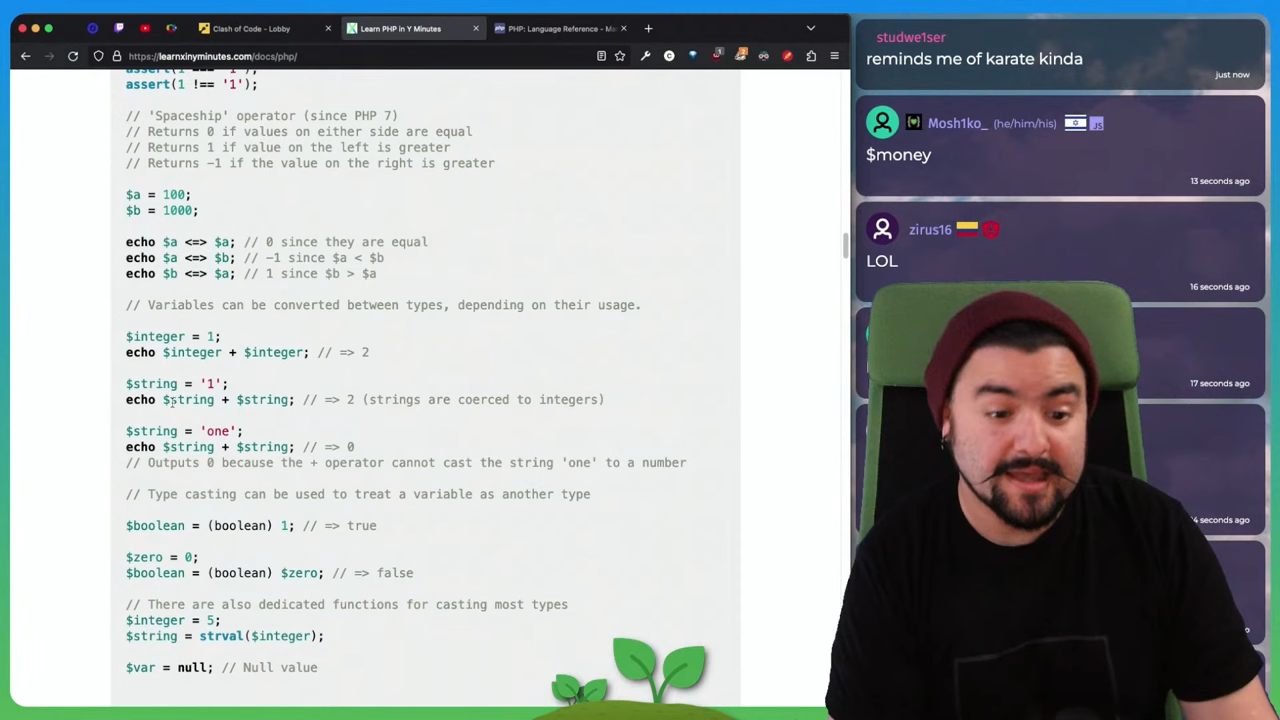 Clash of Code - Lobby
Learn PHP in Y Minutes
PHP: Language Reference - Ma
https://learnxinyminutes.com/docs/php/
assert(1 === '1');
assert(1 !== '1');
// 'Spaceship' operator (since PHP 7)
// Returns 0 if values on either side are equal
// Returns 1 if value on the left is greater
// Returns -1 if the value on the right is greater
$a = 100;
$b = 1000;
echo $a <=> $a; // 0 since they are equal
echo $a <=> $b; // -1 since $a < $b
echo $b <=> $a; // 1 since $b > $a
// Variables can be converted between types, depending on their usage.
$integer = 1;
echo $integer + $integer; // => 2
$string = '1';
echo $string + $string; // => 2 (strings are coerced to integers)
$string = 'one';
echo $string + $string; // => 0
// Outputs 0 because the + operator cannot cast the string 'one' to a number
// Type casting can be used to treat a variable as another type
$boolean = (boolean) 1; // => true
$zero = 0;
$boolean = (boolean) $zero; // => false
// There are also dedicated functions for casting most types
$integer = 5;
$string = strval($integer);
$var = null; // Null value
studwe1ser
reminds me of karate kinda
just now
Mosh1ko_ (he/him/his) JS
$money
13 seconds ago
zirus16
LOL
16 seconds ago
17 seconds ago
seconds ago
seconds ago